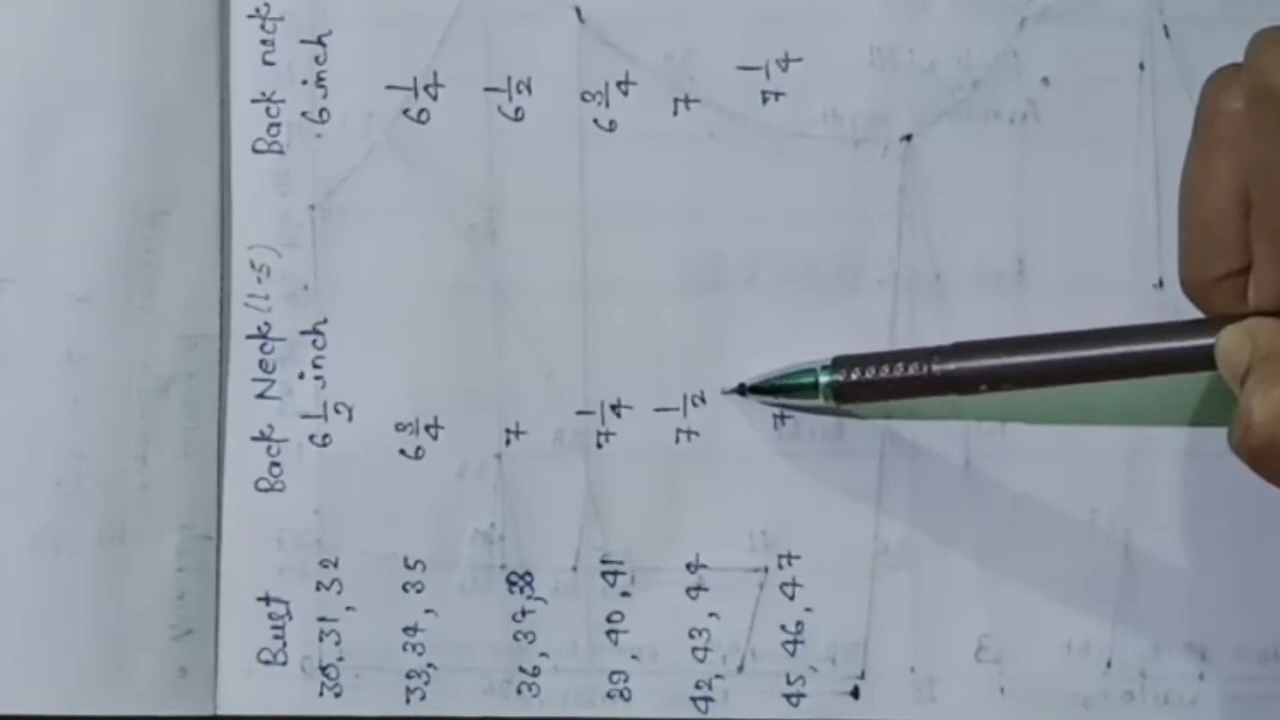 Bust Back Neck (1-5) Back neck
30,31,32 6 1/2 inch 6 inch
33,34,35 6 3/4 6 1/4
36,37,38 7 6 1/2
39,40,41 7 1/4 6 3/4
42,43,44 7 1/2 7
45,46,47 7 7 1/4